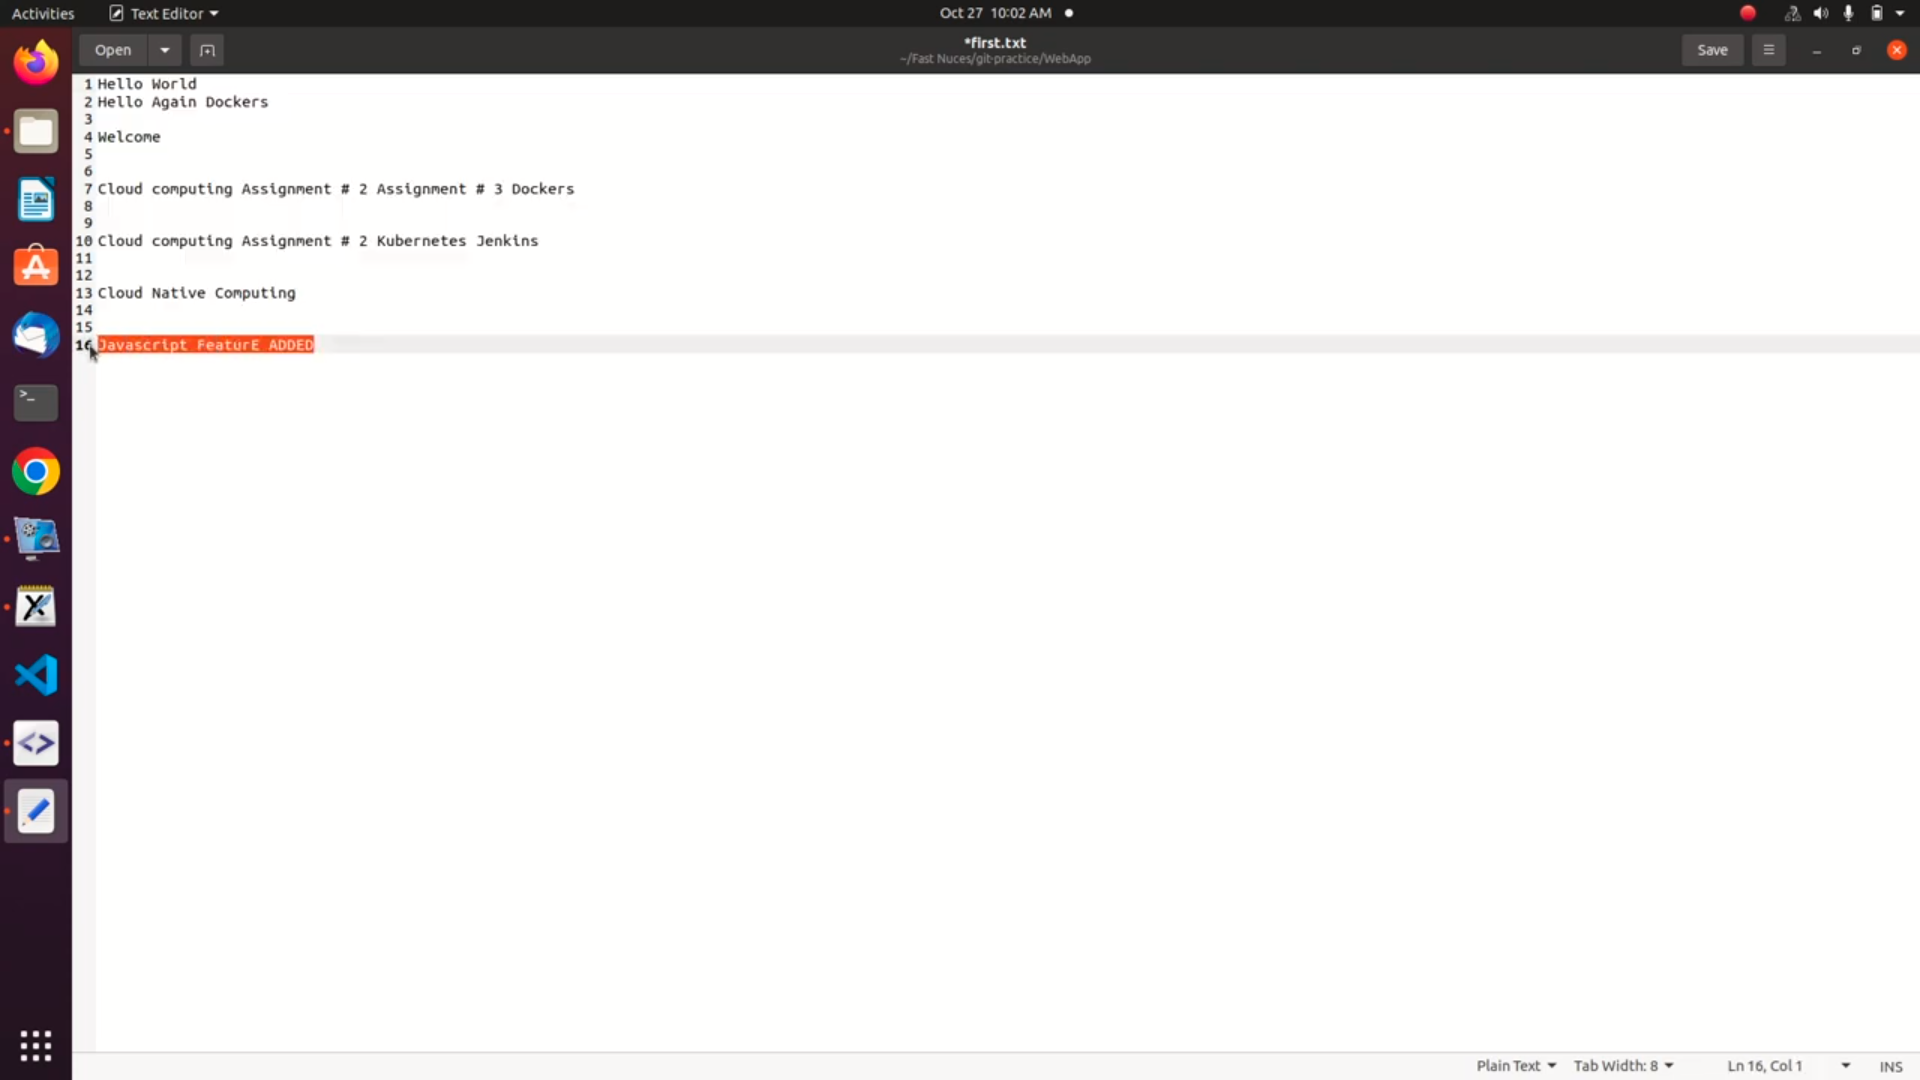 Activities
Text Editor
Oct 27 10:02 AM
Open
*first.txt
~/Fast Nuces/git-practice/WebApp
Save
1 Hello World
2 Hello Again Dockers
3
4 Welcome
5
6
7 Cloud computing Assignment # 2 Assignment # 3 Dockers
8
9
10 Cloud computing Assignment # 2 Kubernetes Jenkins
11
12
13 Cloud Native Computing
14
15
16 Javascript FeaturE ADDED
Plain Text
Tab Width: 8
Ln 16, Col 1
INS